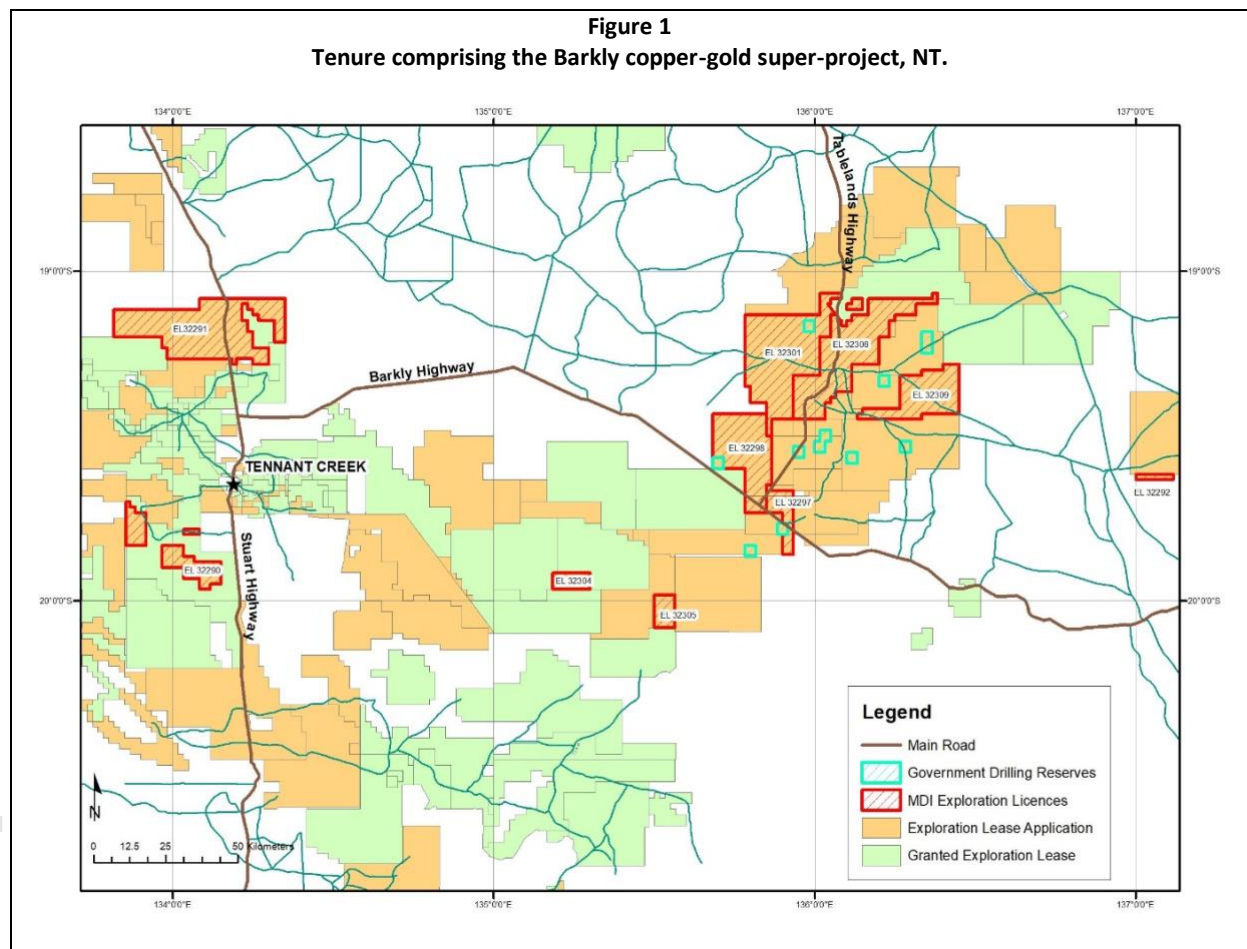 Figure 1
Tenure comprising the Barkly copper-gold super-project, NT.
134°0'0"E
135°0'0"E
136°0'0"E
137°0'0"E
Tablelands Highway
19°0'0"S
19°0'0"S
EL32291
EL 32301
EL 32308
Barkly Highway
EL 32309
EL 32298
TENNANT CREEK
EL 32297
EL 32292
EL 32290
EL 32304
Stuart Highway
20°0'0"S
EL 32305
20°0'0"S
Legend
Main Road
Government Drilling Reserves
MDI Exploration Licences
Exploration Lease Application
Granted Exploration Lease
N
0 12.5 25 50 Kilometers
134°0'0"E
135°0'0"E
136°0'0"E
137°0'0"E